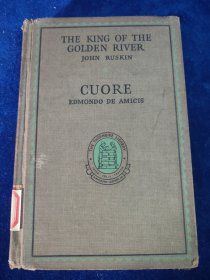 THE KING OF THE
GOLDEN RIVER
JOHN RUSKIN
CUORE
EDMONDO DE AMICIS